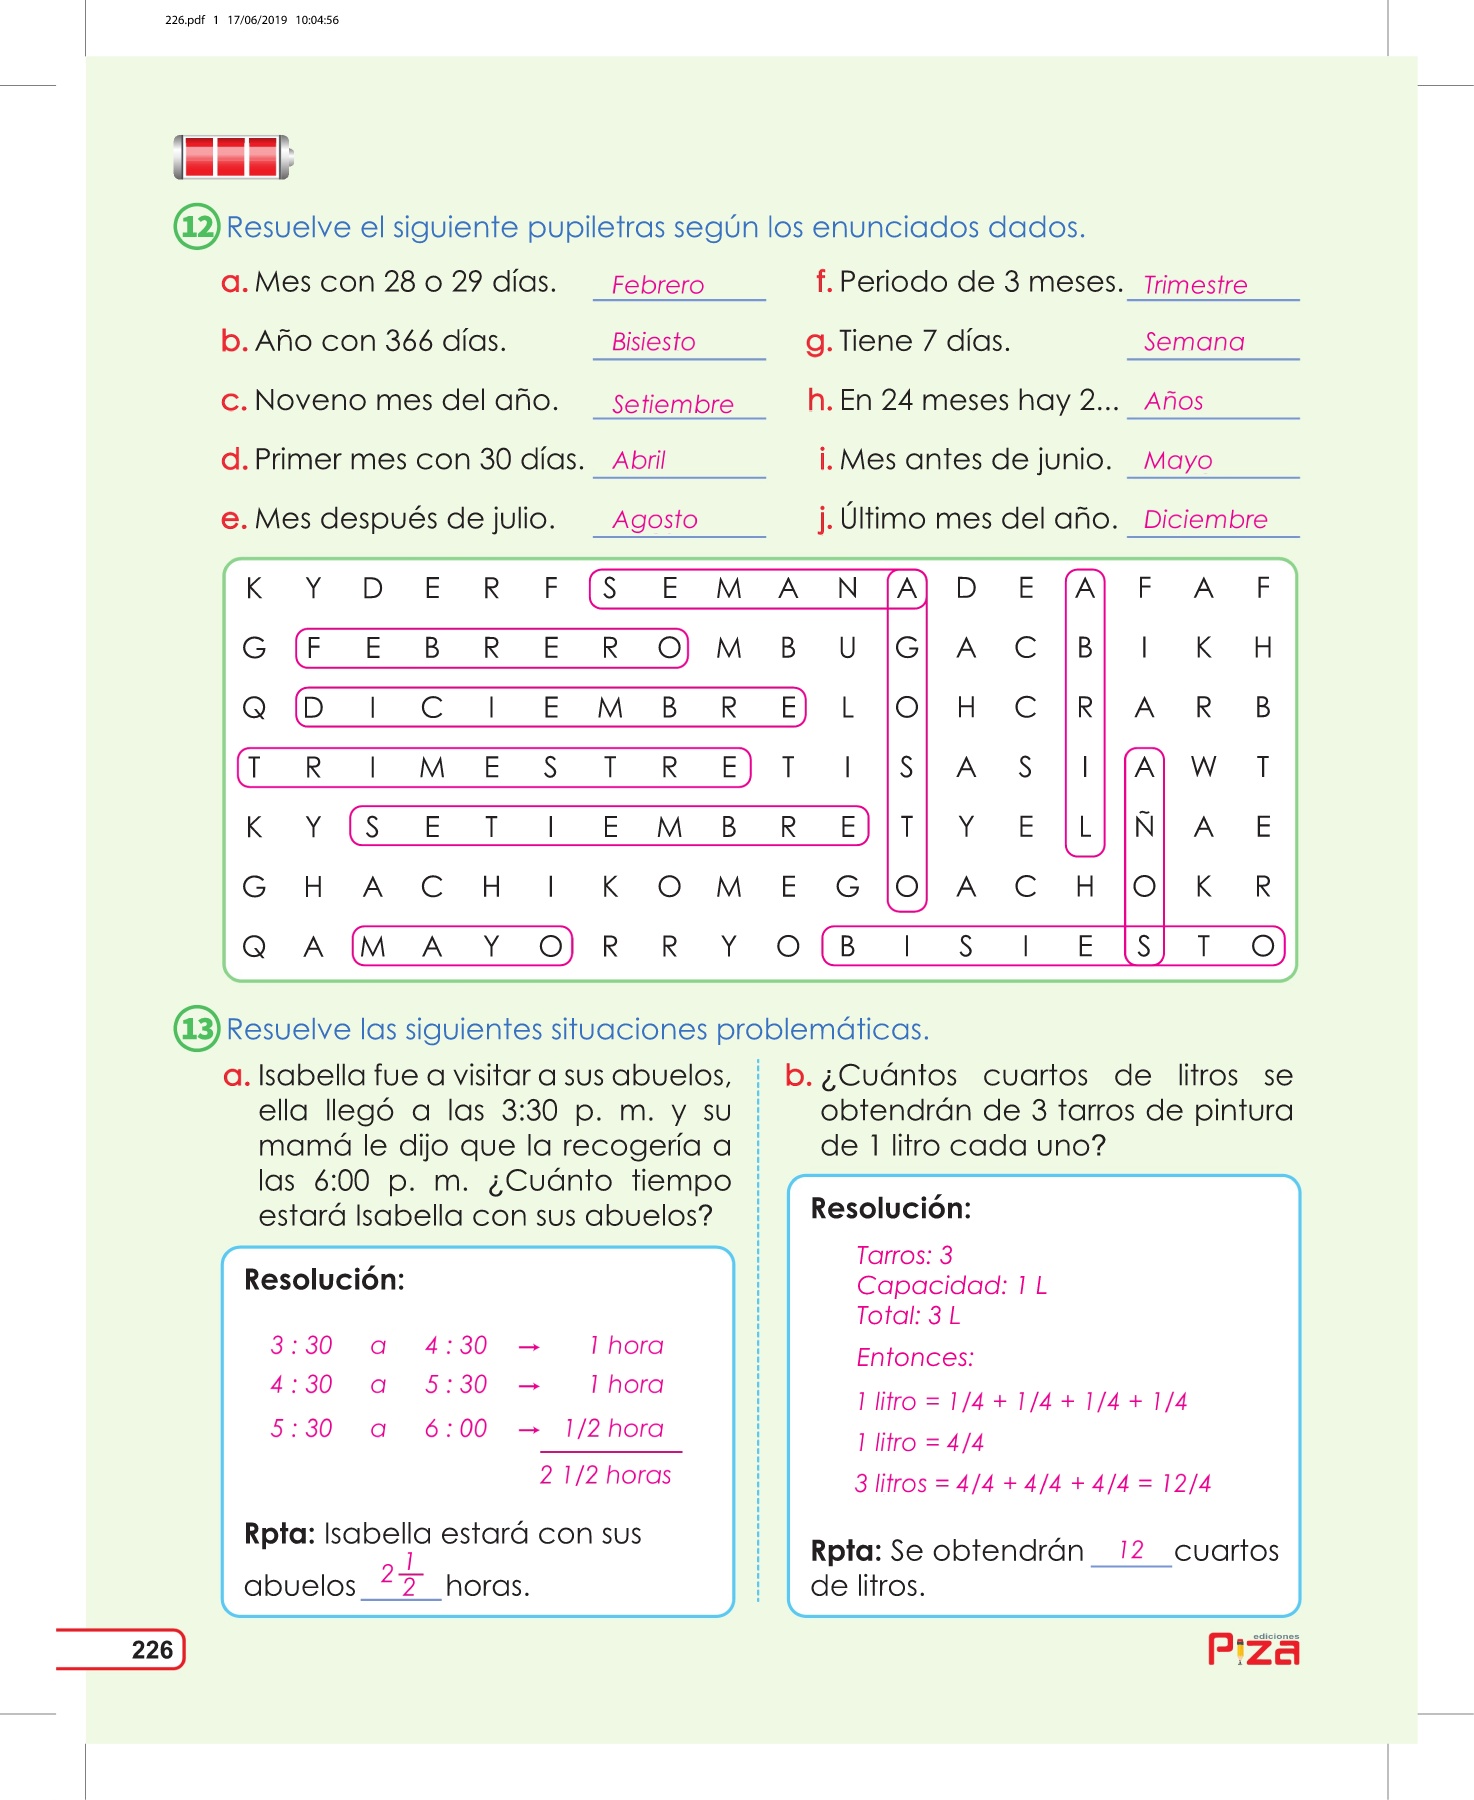 226.pdf 1 17/06/2019 10:04:56
12 Resuelve el siguiente pupiletras según los enunciados dados.
a. Mes con 28 o 29 días. Febrero
b. Año con 366 días. Bisiesto
c. Noveno mes del año. Setiembre
d. Primer mes con 30 días. Abril
e. Mes después de julio. Agosto
f. Periodo de 3 meses. Trimestre
g. Tiene 7 días. Semana
h. En 24 meses hay 2... Años
i. Mes antes de junio. Mayo
j. Último mes del año. Diciembre
K Y D E R F S E M A N A D E A F A F
G F E B R E R O M B U G A C B I K H
Q D I C I E M B R E L O H C R A R B
T R I M E S T R E T I S A S I A W T
K Y S E T I E M B R E T Y E L Ñ A E
G H A C H I K O M E G O A C H O K R
Q A M A Y O R R Y O B I S I E S T O
13 Resuelve las siguientes situaciones problemáticas.
a. Isabella fue a visitar a sus abuelos,
ella llegó a las 3:30 p. m. y su
mamá le dijo que la recogería a
las 6:00 p. m. ¿Cuánto tiempo
estará Isabella con sus abuelos?
Resolución:
3 : 30 a 4 : 30 → 1 hora
4 : 30 a 5 : 30 → 1 hora
5 : 30 a 6 : 00 → 1/2 hora
2 1/2 horas
Rpta: Isabella estará con sus
abuelos 2 1/2 horas.
b. ¿Cuántos cuartos de litros se
obtendrán de 3 tarros de pintura
de 1 litro cada uno?
Resolución:
Tarros: 3
Capacidad: 1 L
Total: 3 L
Entonces:
1 litro = 1/4 + 1/4 + 1/4 + 1/4
1 litro = 4/4
3 litros = 4/4 + 4/4 + 4/4 = 12/4
Rpta: Se obtendrán 12 cuartos
de litros.
226
ediciones
Piza